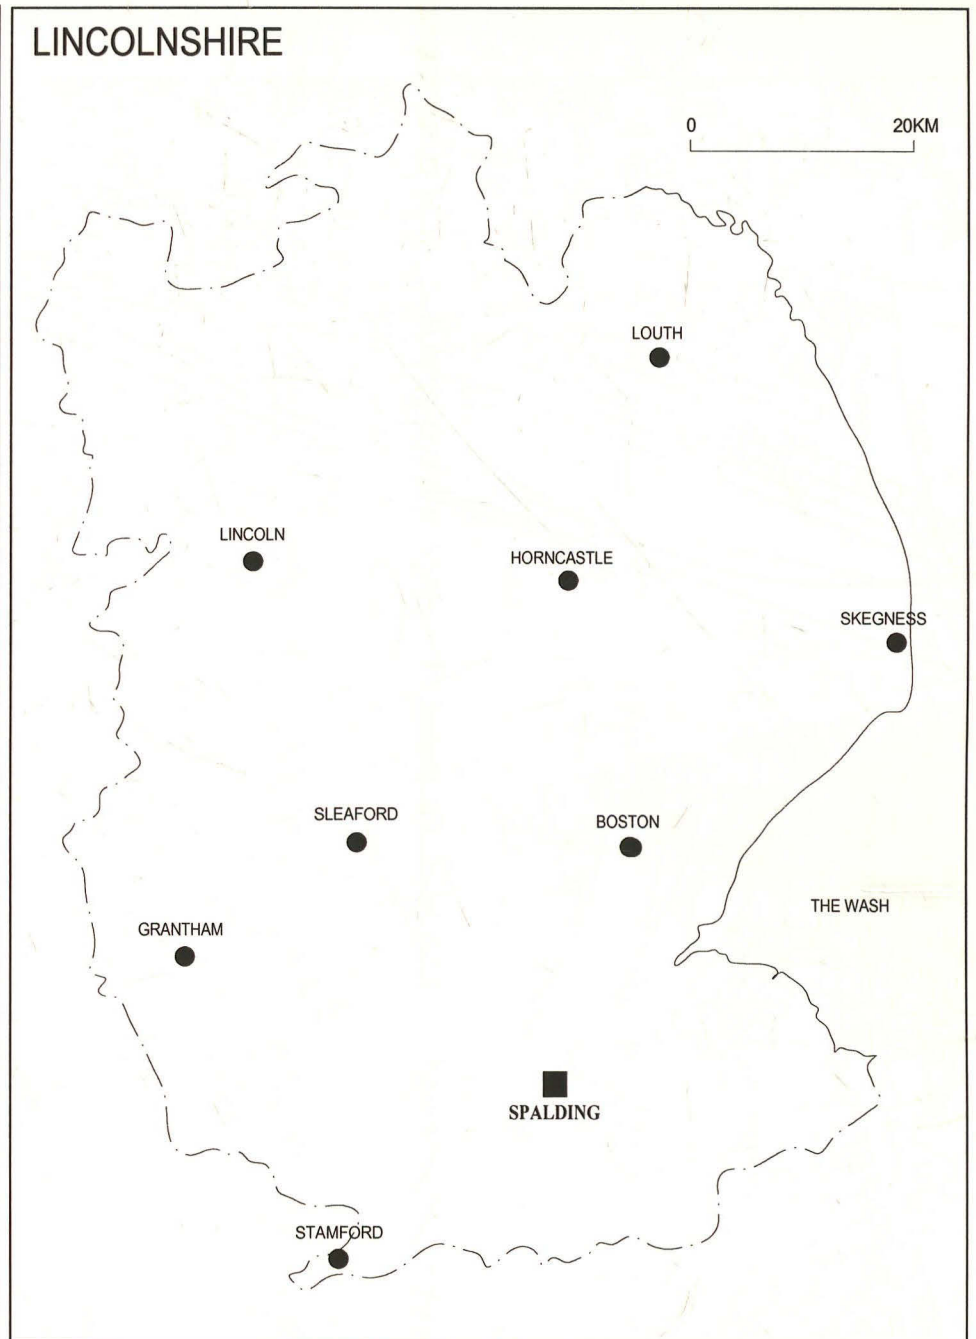 LINCOLNSHIRE
0 20KM
LOUTH
LINCOLN
HORNCASTLE
SKEGNESS
SLEAFORD
BOSTON
THE WASH
GRANTHAM
SPALDING
STAMFORD